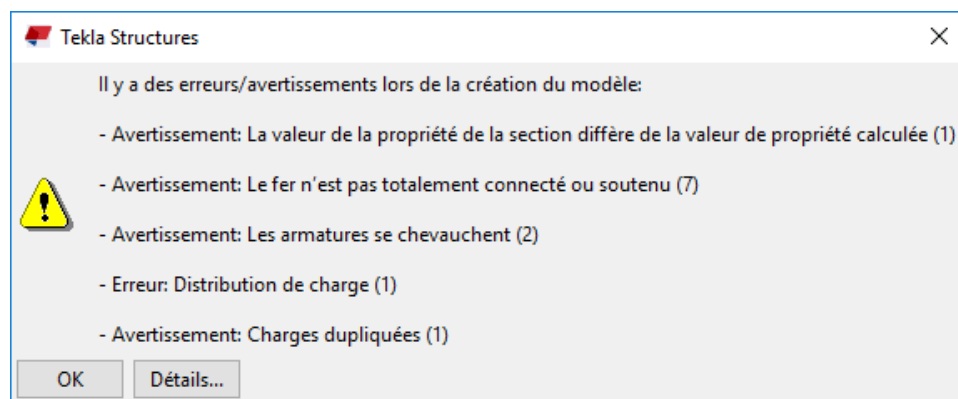 Tekla Structures
Il y a des erreurs/avertissements lors de la création du modèle:
- Avertissement: La valeur de la propriété de la section diffère de la valeur de propriété calculée (1)
- Avertissement: Le fer n'est pas totalement connecté ou soutenu (7)
- Avertissement: Les armatures se chevauchent (2)
- Erreur: Distribution de charge (1)
- Avertissement: Charges dupliquées (1)
OK Détails...